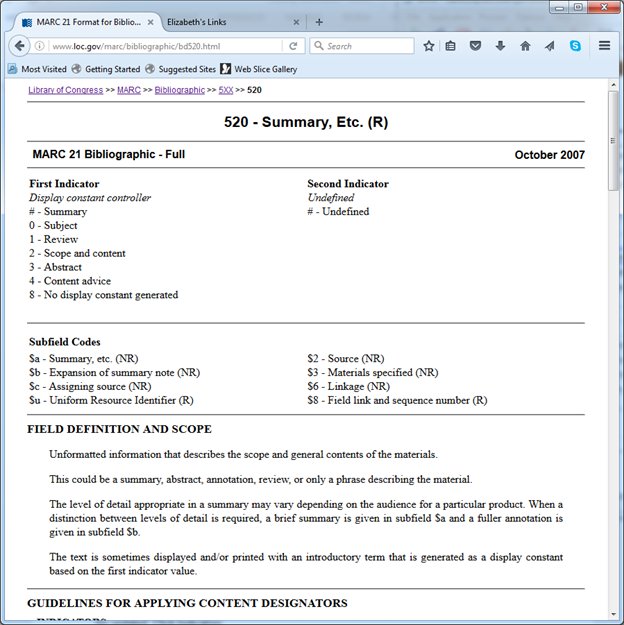 MARC 21 Format for Biblio...
Elizabeth's Links
www.loc.gov/marc/bibliographic/bd520.html
Search
Most Visited Getting Started Suggested Sites Web Slice Gallery
Library of Congress >> MARC >> Bibliographic >> 5XX >> 520
520 - Summary, Etc. (R)
MARC 21 Bibliographic - Full October 2007
First Indicator
Display constant controller
# - Summary
0 - Subject
1 - Review
2 - Scope and content
3 - Abstract
4 - Content advice
8 - No display constant generated
Second Indicator
Undefined
# - Undefined
Subfield Codes
$a - Summary, etc. (NR)
$b - Expansion of summary note (NR)
$c - Assigning source (NR)
$u - Uniform Resource Identifier (R)
$2 - Source (NR)
$3 - Materials specified (NR)
$6 - Linkage (NR)
$8 - Field link and sequence number (R)
FIELD DEFINITION AND SCOPE
Unformatted information that describes the scope and general contents of the materials.
This could be a summary, abstract, annotation, review, or only a phrase describing the material.
The level of detail appropriate in a summary may vary depending on the audience for a particular product. When a
distinction between levels of detail is required, a brief summary is given in subfield $a and a fuller annotation is
given in subfield $b.
The text is sometimes displayed and/or printed with an introductory term that is generated as a display constant
based on the first indicator value.
GUIDELINES FOR APPLYING CONTENT DESIGNATORS
INDICATORS